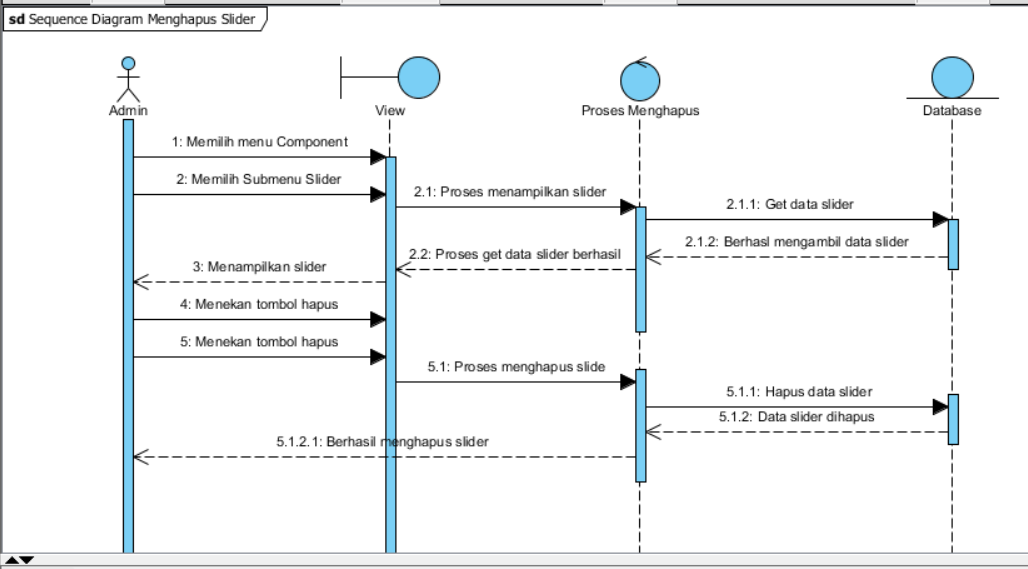 sd Sequence Diagram Menghapus Slider
Admin
View
Proses Menghapus
Database
1: Memilih menu Component
2: Memilih Submenu Slider
2.1: Proses menampilkan slider
2.1.1: Get data slider
2.1.2: Berhasl mengambil data slider
2.2: Proses get data slider berhasil
3: Menampilkan slider
4: Menekan tombol hapus
5: Menekan tombol hapus
5.1: Proses menghapus slide
5.1.1: Hapus data slider
5.1.2: Data slider dihapus
5.1.2.1: Berhasil menghapus slider